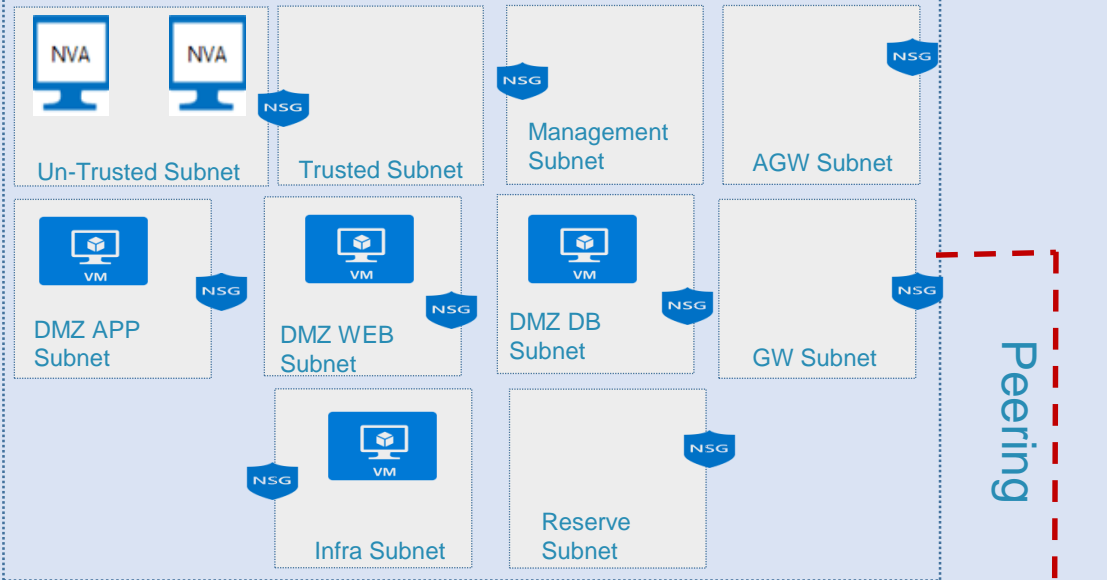 NVA
NVA
NSG
NSG
NSG
Un-Trusted Subnet
Trusted Subnet
Management
Subnet
AGW Subnet
VM
VM
VM
NSG
NSG
NSG
NSG
DMZ APP
Subnet
DMZ WEB
Subnet
DMZ DB
Subnet
GW Subnet
Peering
VM
NSG
NSG
Infra Subnet
Reserve
Subnet